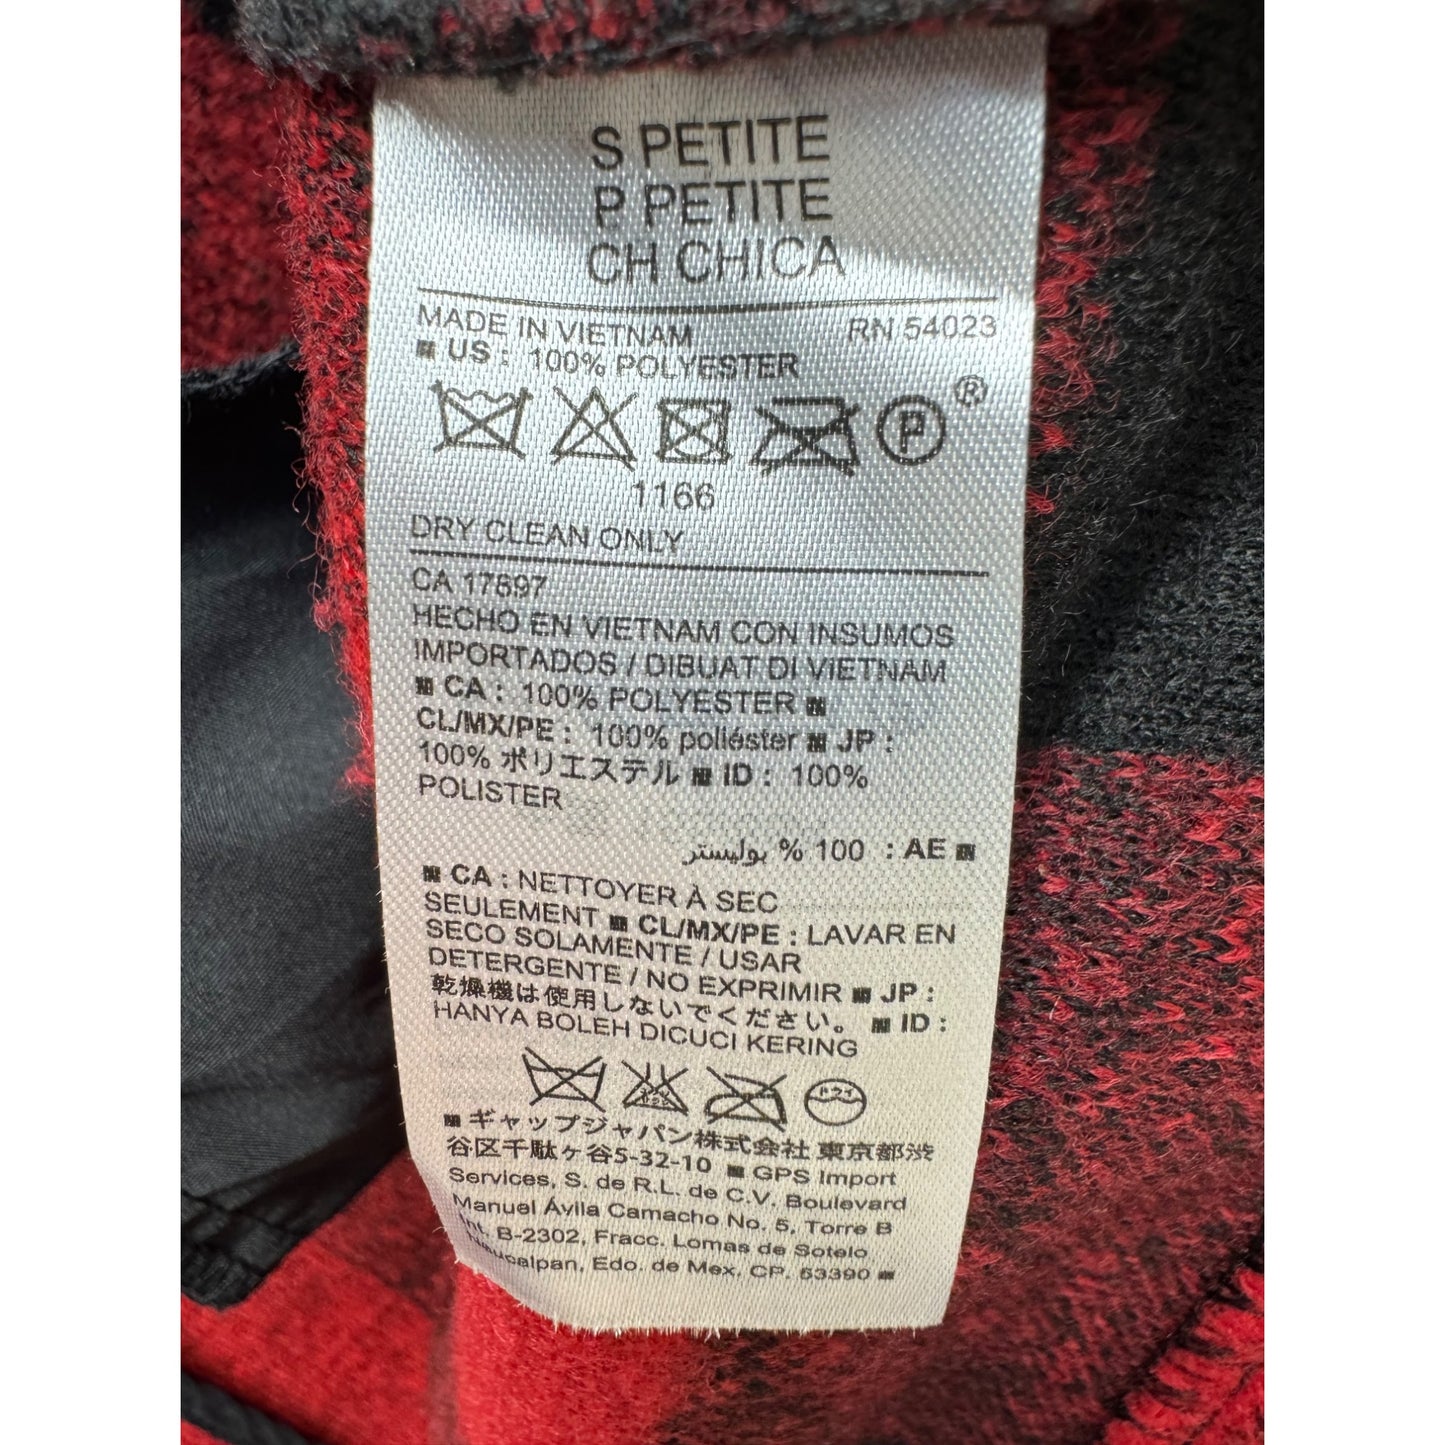 S PETITE
P PETITE
CH CHICA
MADE IN VIETNAM RN 54023
US : 100% POLYESTER
P ®
1166
DRY CLEAN ONLY
CA 17897
HECHO EN VIETNAM CON INSUMOS
IMPORTADOS / DIBUAT DI VIETNAM
CA : 100% POLYESTER
CL/MX/PE : 100% poliéster JP :
100% ポリエステル ID : 100%
POLISTER
AE : 100 % بوليستر
CA : NETTOYER À SEC
SEULEMENT CL/MX/PE : LAVAR EN
SECO SOLAMENTE / USAR
DETERGENTE / NO EXPRIMIR JP :
乾燥機は使用しないでください。 ID :
HANYA BOLEH DICUCI KERING
ドライ
ギャップジャパン株式会社 東京都渋
谷区千駄ヶ谷5-32-10 GPS Import
Services, S. de R.L. de C.V. Boulevard
Manuel Ávila Camacho No. 5, Torre B
Int. B-2302, Fracc. Lomas de Sotelo
Naucalpan, Edo. de Mex. CP. 53390